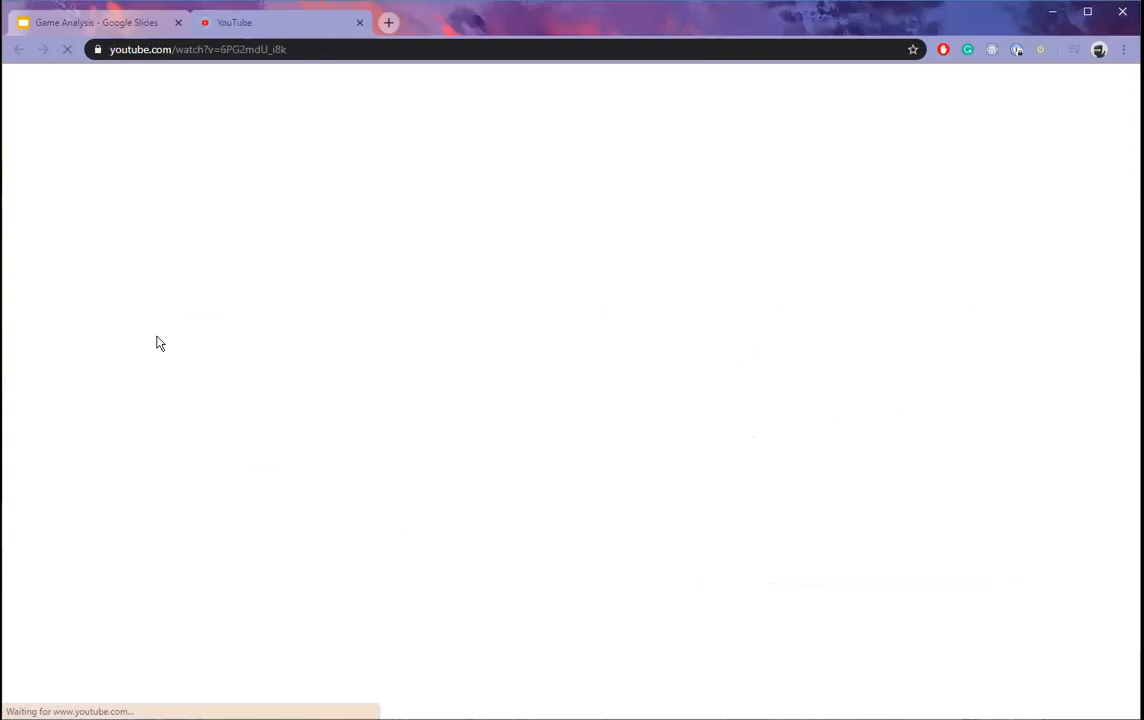 Game Analysis - Google Slides
YouTube
youtube.com/watch?v=6PG2mdU_i8k
Waiting for www.youtube.com...